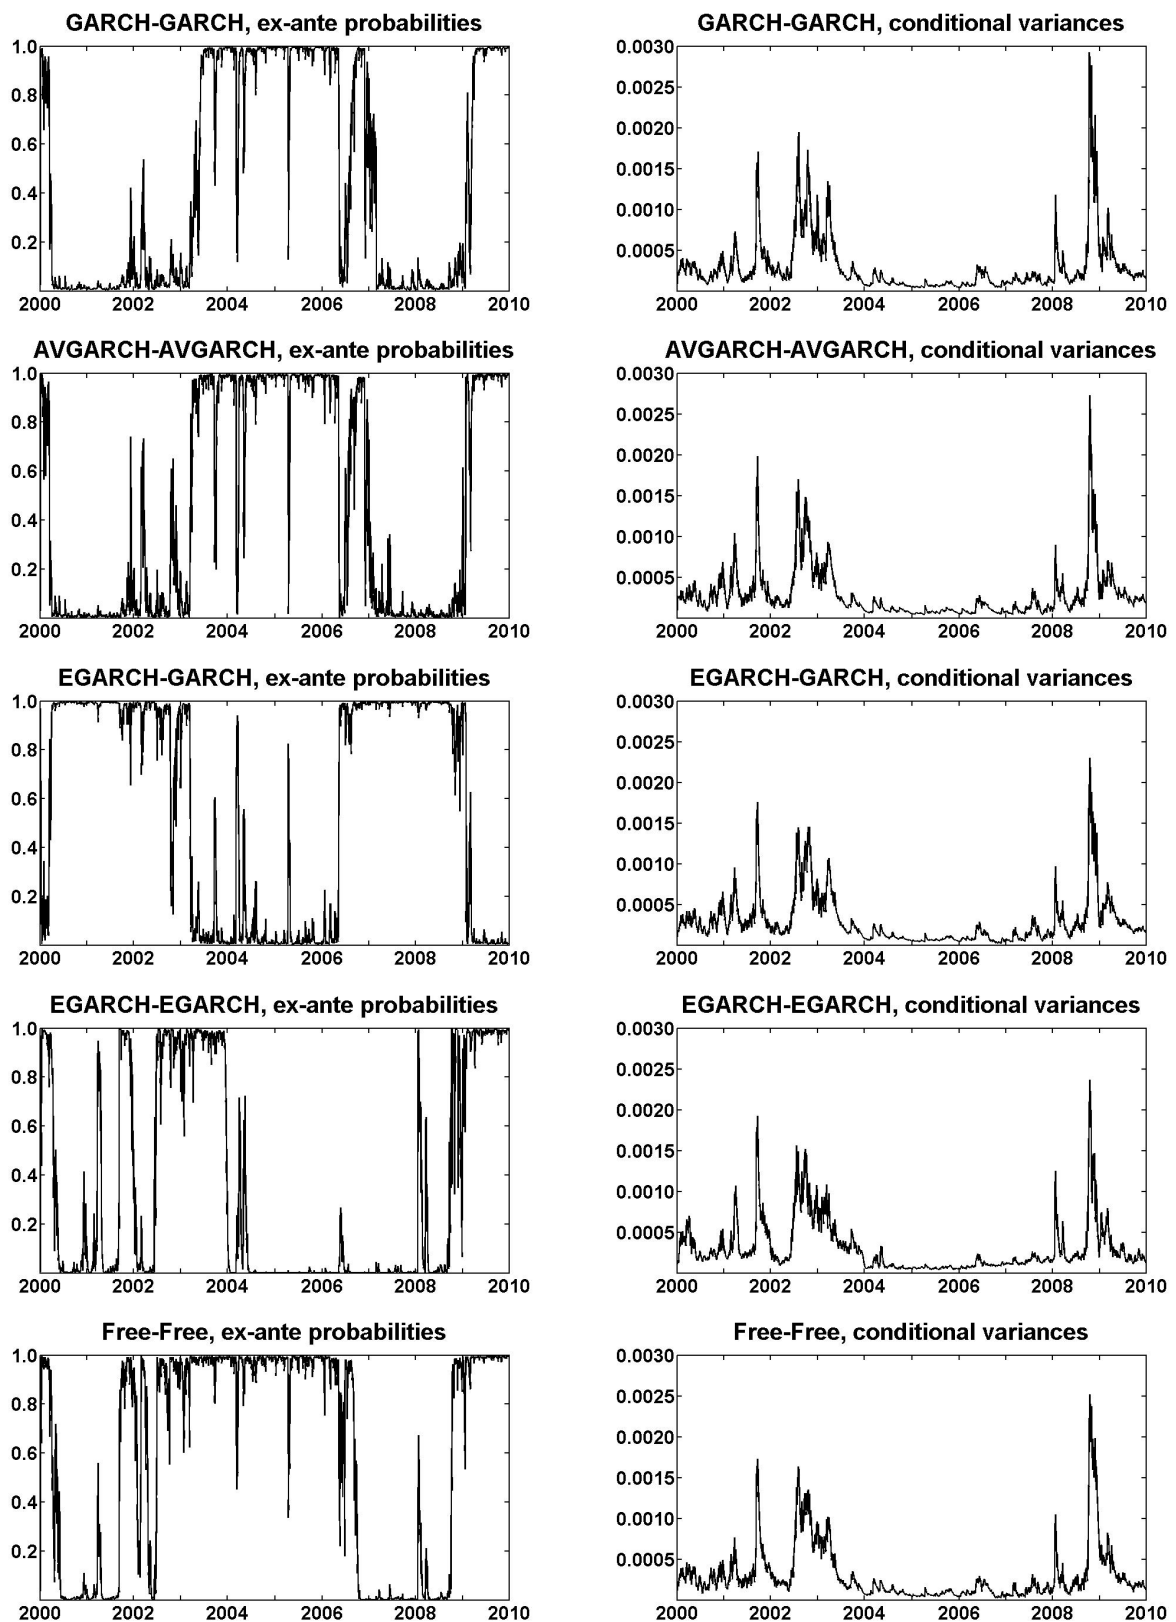 GARCH-GARCH, ex-ante probabilities
1.0
0.8
0.6
0.4
0.2
2000 2002 2004 2006 2008 2010
GARCH-GARCH, conditional variances
0.0030
0.0025
0.0020
0.0015
0.0010
0.0005
2000 2002 2004 2006 2008 2010
AVGARCH-AVGARCH, ex-ante probabilities
1.0
0.8
0.6
0.4
0.2
2000 2002 2004 2006 2008 2010
AVGARCH-AVGARCH, conditional variances
0.0030
0.0025
0.0020
0.0015
0.0010
0.0005
2000 2002 2004 2006 2008 2010
EGARCH-GARCH, ex-ante probabilities
1.0
0.8
0.6
0.4
0.2
2000 2002 2004 2006 2008 2010
EGARCH-GARCH, conditional variances
0.0030
0.0025
0.0020
0.0015
0.0010
0.0005
2000 2002 2004 2006 2008 2010
EGARCH-EGARCH, ex-ante probabilities
1.0
0.8
0.6
0.4
0.2
2000 2002 2004 2006 2008 2010
EGARCH-EGARCH, conditional variances
0.0030
0.0025
0.0020
0.0015
0.0010
0.0005
2000 2002 2004 2006 2008 2010
Free-Free, ex-ante probabilities
1.0
0.8
0.6
0.4
0.2
2000 2002 2004 2006 2008 2010
Free-Free, conditional variances
0.0030
0.0025
0.0020
0.0015
0.0010
0.0005
2000 2002 2004 2006 2008 2010